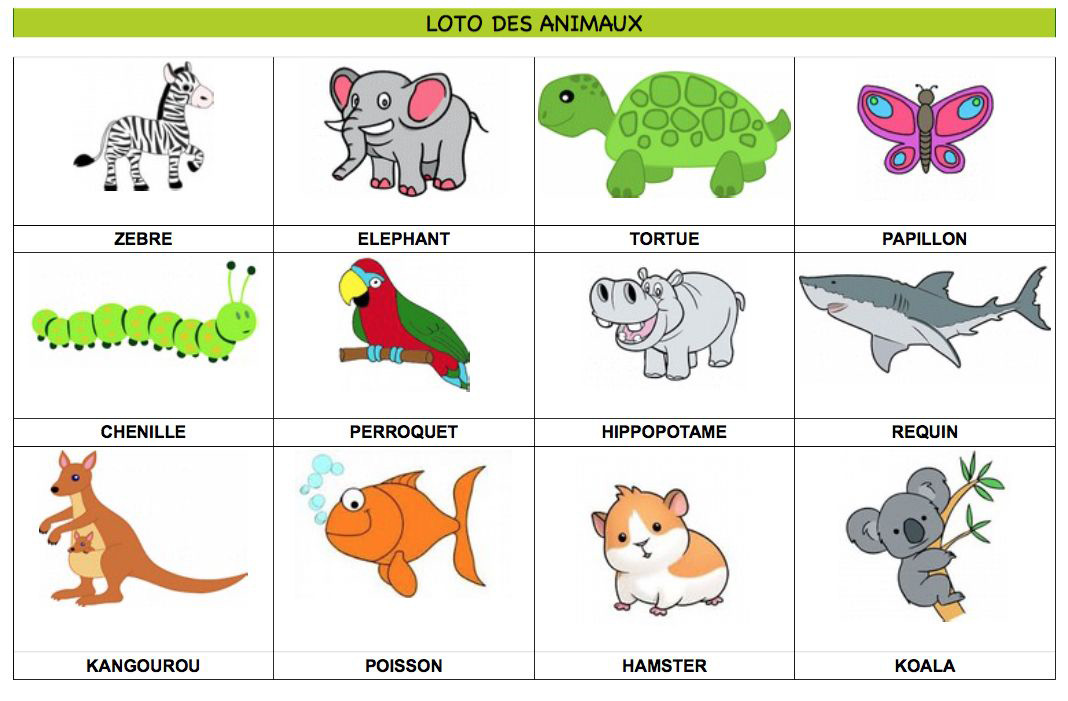 LOTO DES ANIMAUX
ZEBRE
ELEPHANT
TORTUE
PAPILLON
CHENILLE
PERROQUET
HIPPOPOTAME
REQUIN
KANGOUROU
POISSON
HAMSTER
KOALA